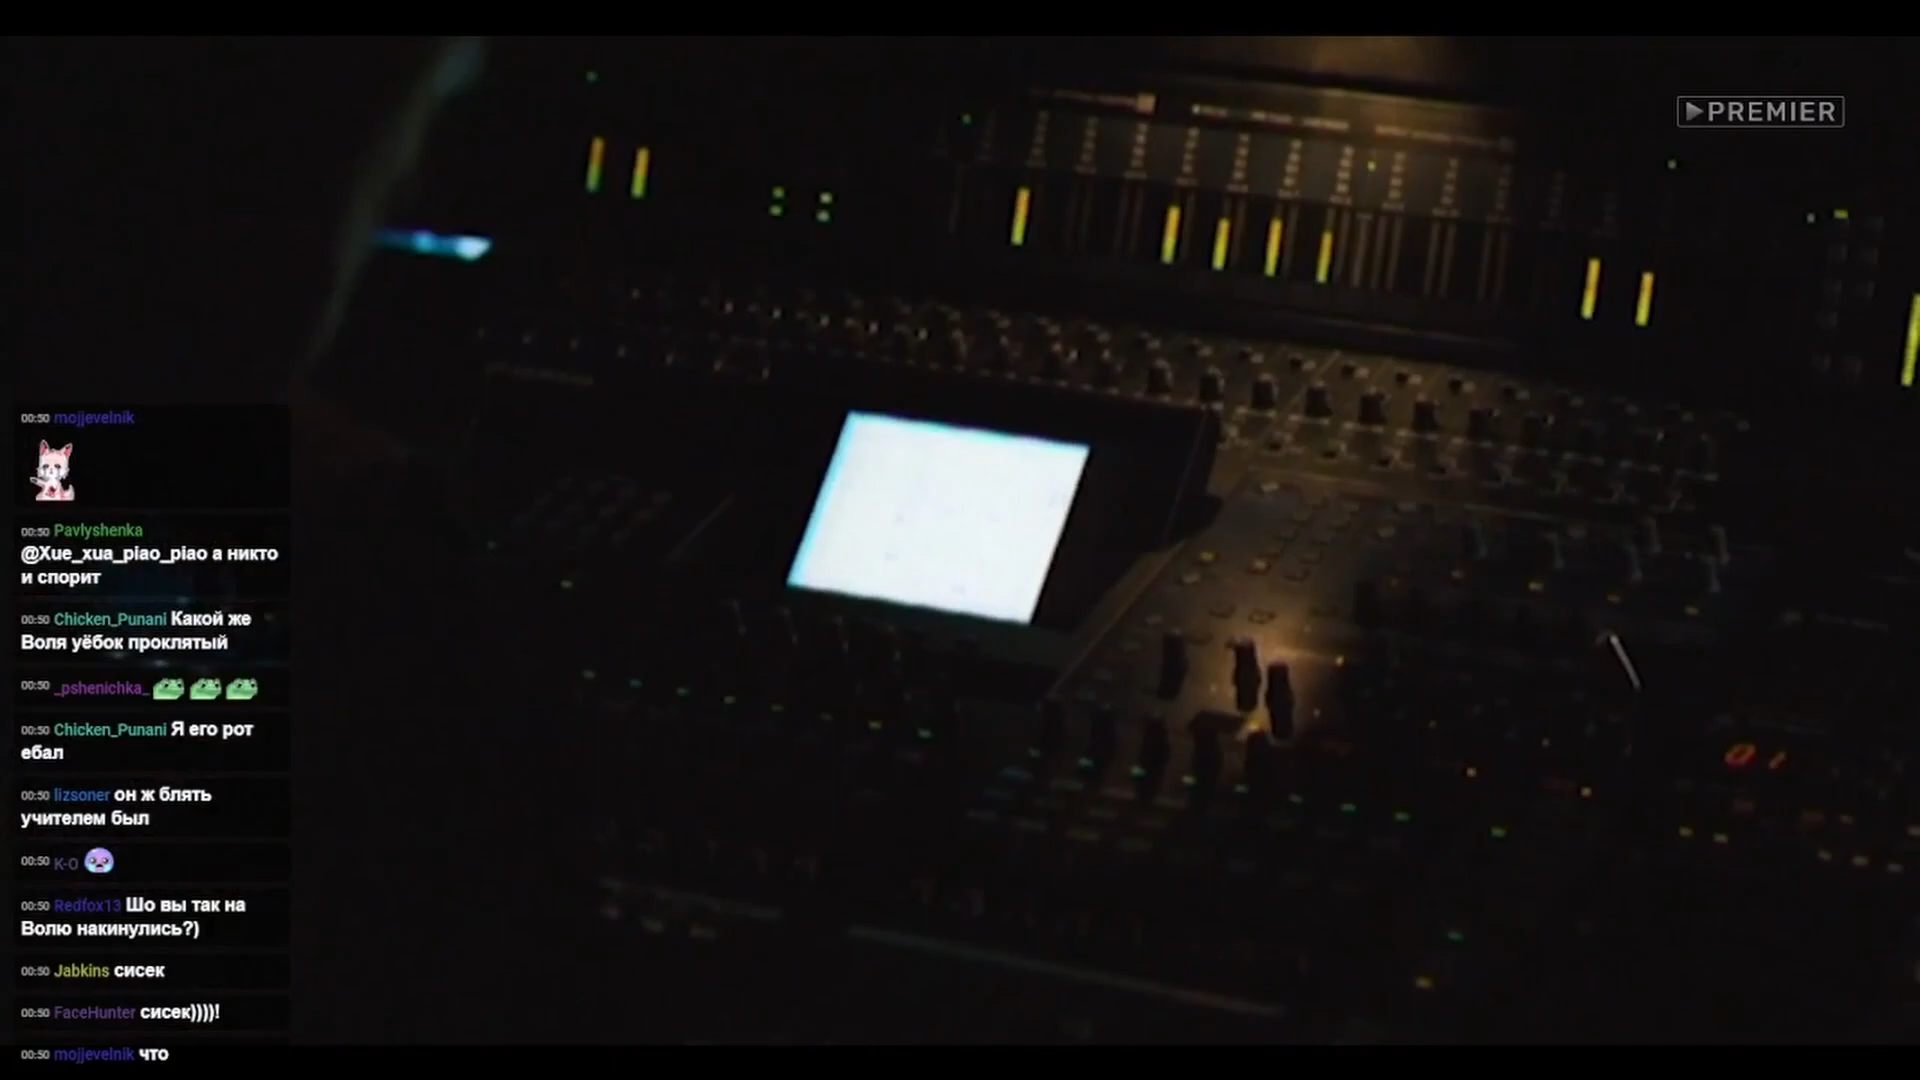 PREMIER
00:50 mojjevelnik
00:50 Pavlyshenka
@Xue_xua_piao_piao а никто
и спорит
00:50 Chicken_Punani Какой же
Воля уёбок проклятый
00:50 _pshenichka_
00:50 Chicken_Punani Я его рот
ебал
00:50 lizsoner он ж блять
учителем был
00:50 K-O
00:50 Redfox13 Шо вы так на
Волю накинулись?)
00:50 Jabkins сисек
00:50 FaceHunter сисек))))!
00:50 mojjevelnik что
01